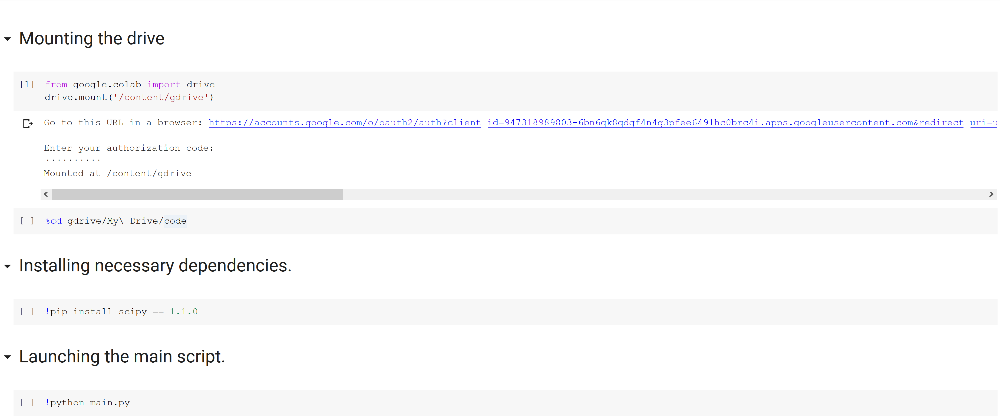 Mounting the drive
[1] from google.colab import drive
drive.mount('/content/gdrive')
Go to this URL in a browser: https://accounts.google.com/o/oauth2/auth?client_id=947318989803-6bn6qk8qdgf4n4g3pfee6491hc0brc4i.apps.googleusercontent.com&redirect_uri=u
Enter your authorization code:
··········
Mounted at /content/gdrive
[ ] %cd gdrive/My\ Drive/code
Installing necessary dependencies.
[ ] !pip install scipy == 1.1.0
Launching the main script.
[ ] !python main.py